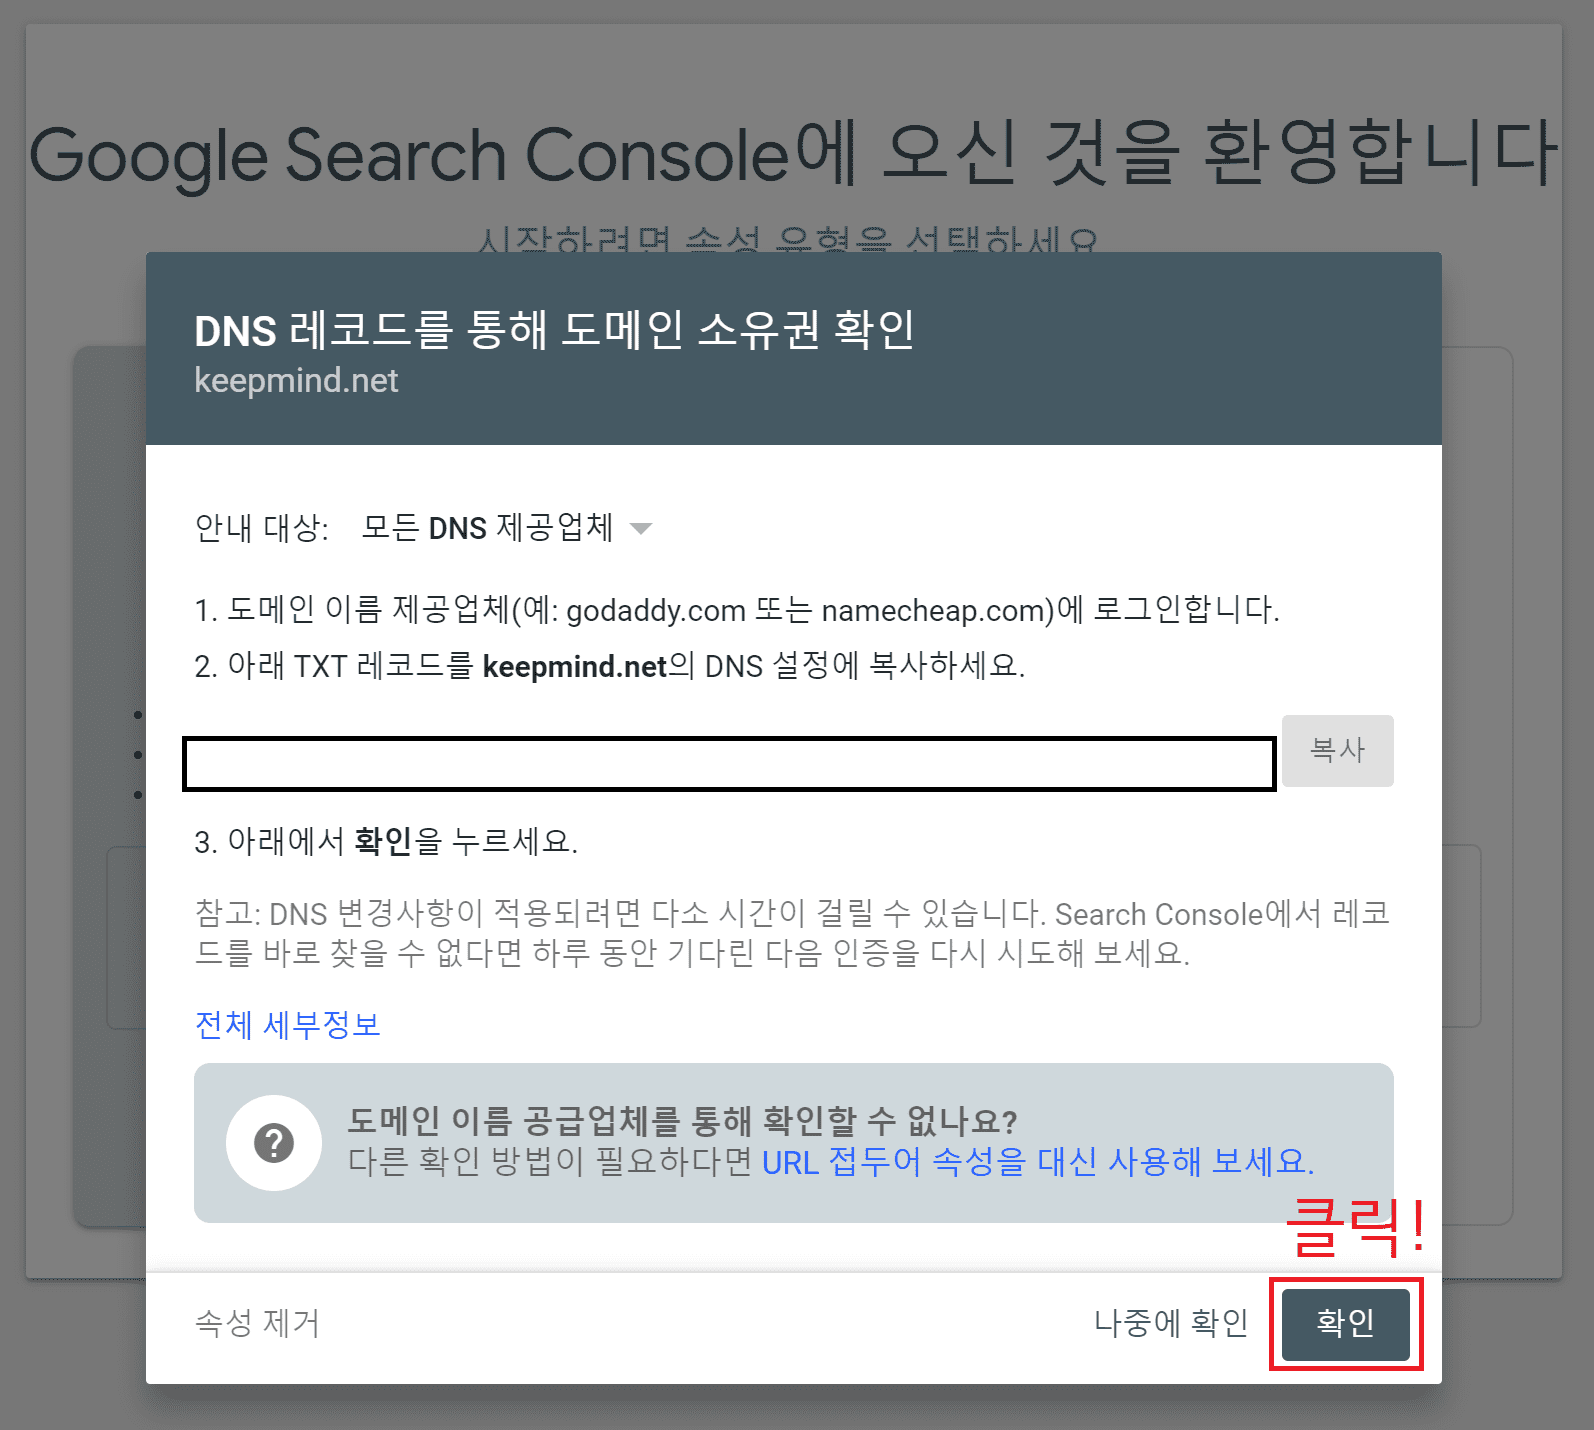 Google Search Console에 오신 것을 환영합니다
시작하려면 속성 유형을 선택하세요
DNS 레코드를 통해 도메인 소유권 확인
keepmind.net
안내 대상: 모든 DNS 제공업체
1. 도메인 이름 제공업체(예: godaddy.com 또는 namecheap.com)에 로그인합니다.
2. 아래 TXT 레코드를 keepmind.net의 DNS 설정에 복사하세요.
복사
3. 아래에서 확인을 누르세요.
참고: DNS 변경사항이 적용되려면 다소 시간이 걸릴 수 있습니다. Search Console에서 레코
드를 바로 찾을 수 없다면 하루 동안 기다린 다음 인증을 다시 시도해 보세요.
전체 세부정보
도메인 이름 공급업체를 통해 확인할 수 없나요?
다른 확인 방법이 필요하다면 URL 접두어 속성을 대신 사용해 보세요.
클릭!
속성 제거
나중에 확인
확인